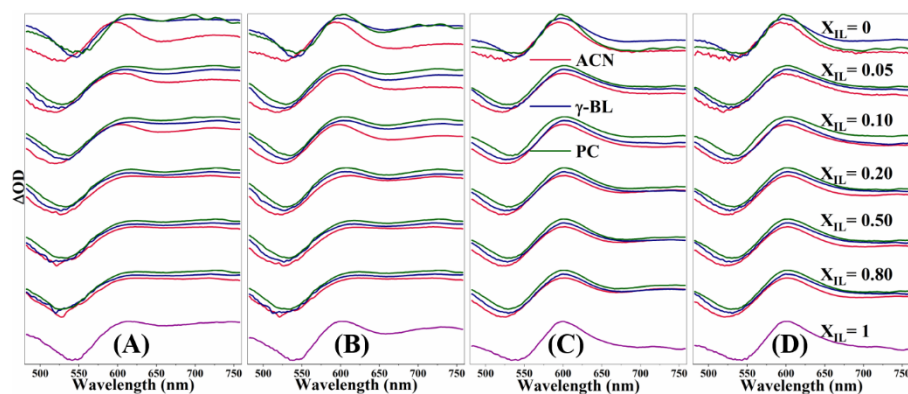 X_IL= 0
ACN
X_IL= 0.05
γ-BL
X_IL= 0.10
PC
ΔOD
X_IL= 0.20
X_IL= 0.50
X_IL= 0.80
X_IL= 1
(A) (B) (C) (D)
500 550 600 650 700 750 500 550 600 650 700 750 500 550 600 650 700 750 500 550 600 650 700 750
Wavelength (nm) Wavelength (nm) Wavelength (nm) Wavelength (nm)